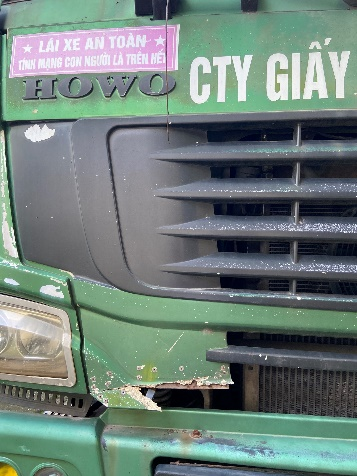 ★ LÁI XE AN TOÀN ★
TÍNH MẠNG CON NGƯỜI LÀ TRÊN HẾT
HOWO
CTY GIẤY